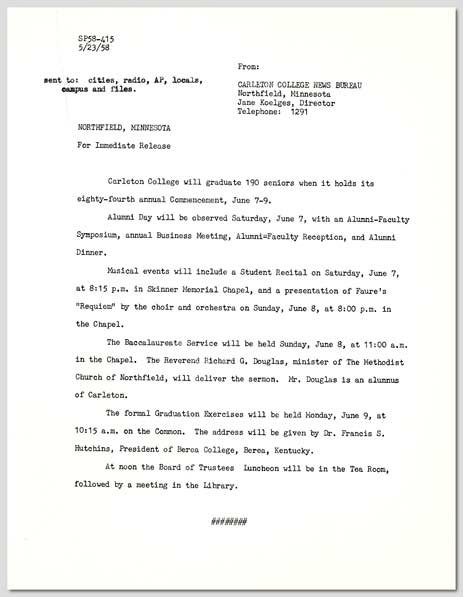 SP58-415
5/23/58
sent to: cities, radio, AP, locals,
campus and files.
From:
CARLETON COLLEGE NEWS BUREAU
Northfield, Minnesota
Jane Koelges, Director
Telephone: 1291
NORTHFIELD, MINNESOTA
For Immediate Release
Carleton College will graduate 190 seniors when it holds its
eighty-fourth annual Commencement, June 7-9.
Alumni Day will be observed Saturday, June 7, with an Alumni-Faculty
Symposium, annual Business Meeting, Alumni=Faculty Reception, and Alumni
Dinner.
Musical events will include a Student Recital on Saturday, June 7,
at 8:15 p.m. in Skinner Memorial Chapel, and a presentation of Faure's
"Requiem" by the choir and orchestra on Sunday, June 8, at 8:00 p.m. in
the Chapel.
The Baccalaureate Service will be held Sunday, June 8, at 11:00 a.m.
in the Chapel. The Reverend Richard G. Douglas, minister of The Methodist
Church of Northfield, will deliver the sermon. Mr. Douglas is an alumnus
of Carleton.
The formal Graduation Exercises will be held Monday, June 9, at
10:15 a.m. on the Common. The address will be given by Dr. Francis S.
Hutchins, President of Berea College, Berea, Kentucky.
At noon the Board of Trustees Luncheon will be in the Tea Room,
followed by a meeting in the Library.
########